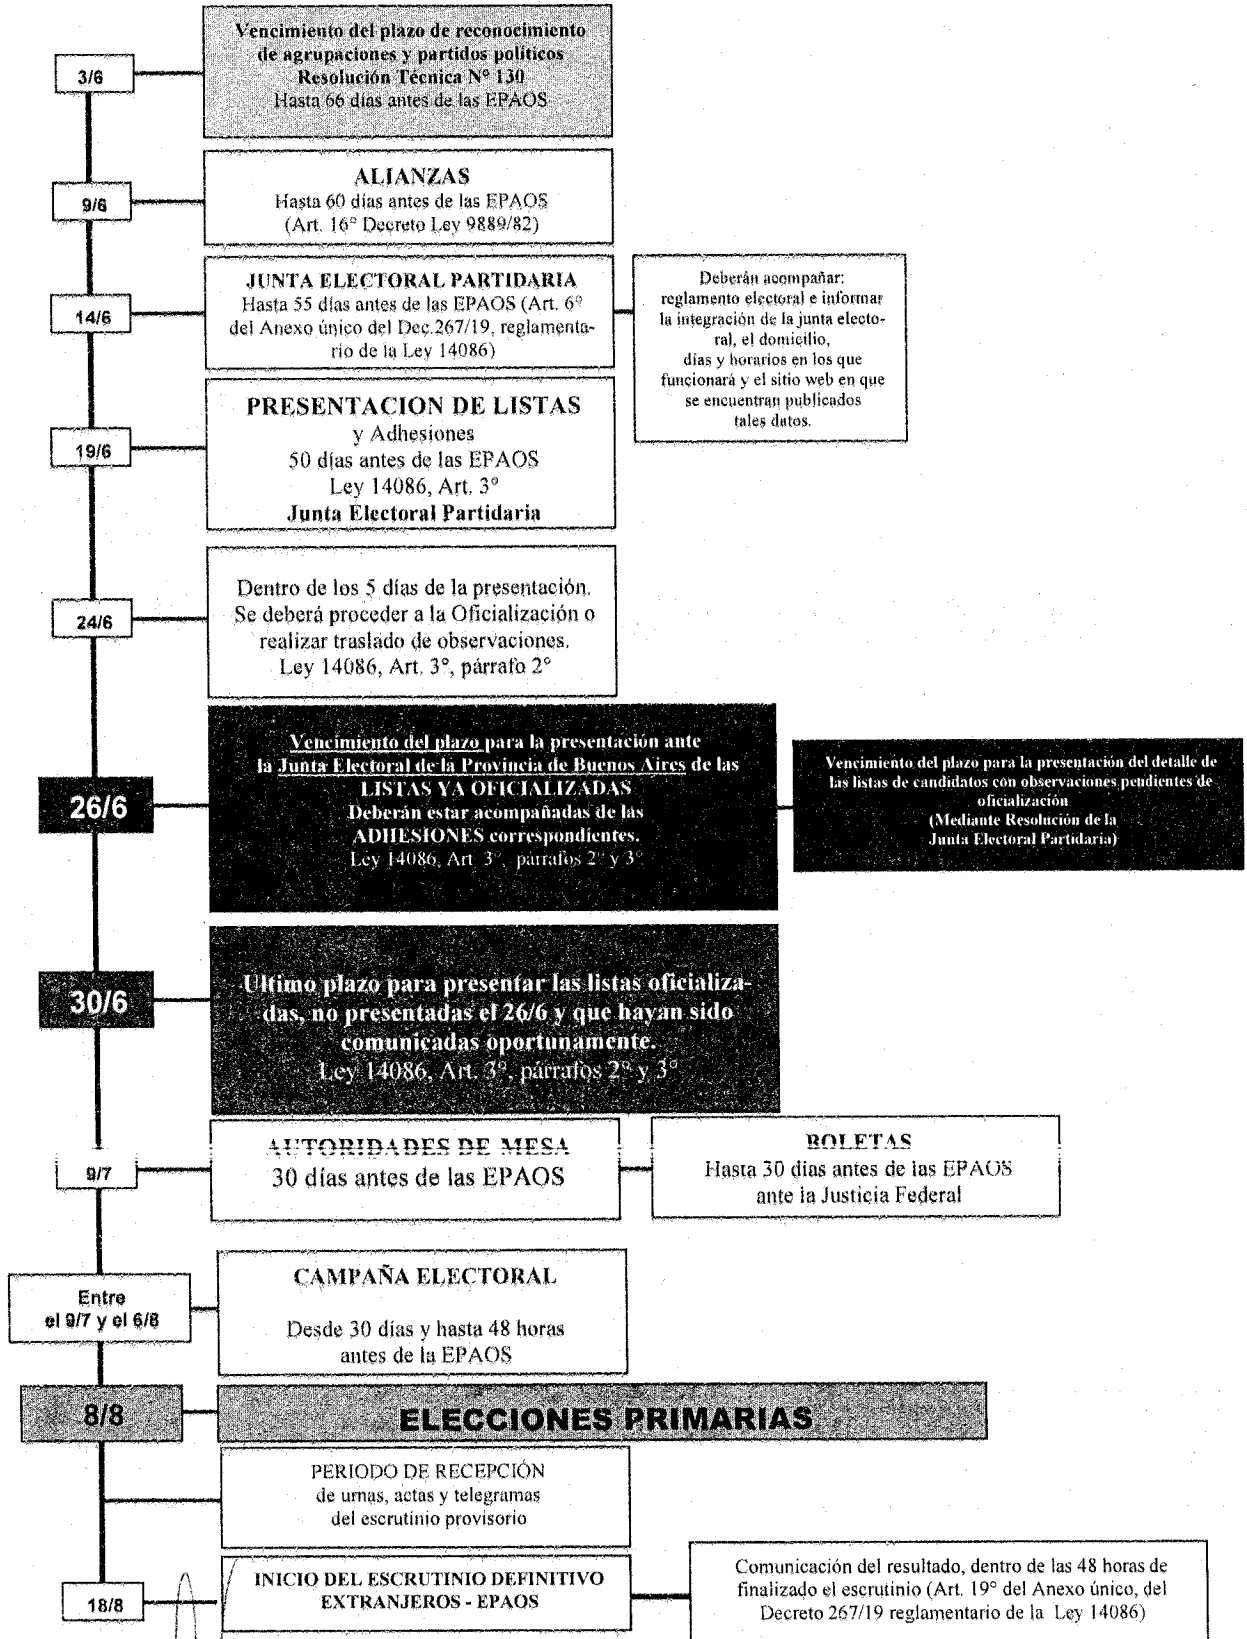 3/6
Vencimiento del plazo de reconocimiento
de agrupaciones y partidos políticos
Resolución Técnica N° 130
Hasta 66 días antes de las EPAOS
9/6
ALIANZAS
Hasta 60 días antes de las EPAOS
(Art. 16° Decreto Ley 9889/82)
14/6
JUNTA ELECTORAL PARTIDARIA
Hasta 55 días antes de las EPAOS (Art. 6°
del Anexo único del Dec.267/19, reglamenta-
rio de la Ley 14086)
Deberán acompañar:
reglamento electoral e informar
la integración de la junta electo-
ral, el domicilio,
días y horarios en los que
funcionará y el sitio web en que
se encuentran publicados
tales datos.
19/6
PRESENTACION DE LISTAS
y Adhesiones
50 días antes de las EPAOS
Ley 14086, Art. 3°
Junta Electoral Partidaria
24/6
Dentro de los 5 días de la presentación.
Se deberá proceder a la Oficialización o
realizar traslado de observaciones.
Ley 14086, Art. 3°, párrafo 2°
26/6
Vencimiento del plazo para la presentación ante
la Junta Electoral de la Provincia de Buenos Aires de las
LISTAS YA OFICIALIZADAS
Deberán estar acompañadas de las
ADHESIONES correspondientes.
Ley 14086, Art. 3°, párrafos 2° y 3°
Vencimiento del plazo para la presentación del detalle de
las listas de candidatos con observaciones pendientes de
oficialización
(Mediante Resolución de la
Junta Electoral Partidaria)
30/6
Ultimo plazo para presentar las listas oficializa-
das, no presentadas el 26/6 y que hayan sido
comunicadas oportunamente.
Ley 14086, Art. 3°, párrafos 2° y 3°
9/7
AUTORIDADES DE MESA
30 días antes de las EPAOS
BOLETAS
Hasta 30 días antes de las EPAOS
ante la Justicia Federal
Entre
el 9/7 y el 6/8
CAMPAÑA ELECTORAL
Desde 30 días y hasta 48 horas
antes de la EPAOS
8/8
ELECCIONES PRIMARIAS
PERIODO DE RECEPCIÓN
de urnas, actas y telegramas
del escrutinio provisorio
18/8
INICIO DEL ESCRUTINIO DEFINITIVO
EXTRANJEROS - EPAOS
Comunicación del resultado, dentro de las 48 horas de
finalizado el escrutinio (Art. 19° del Anexo único, del
Decreto 267/19 reglamentario de la Ley 14086)